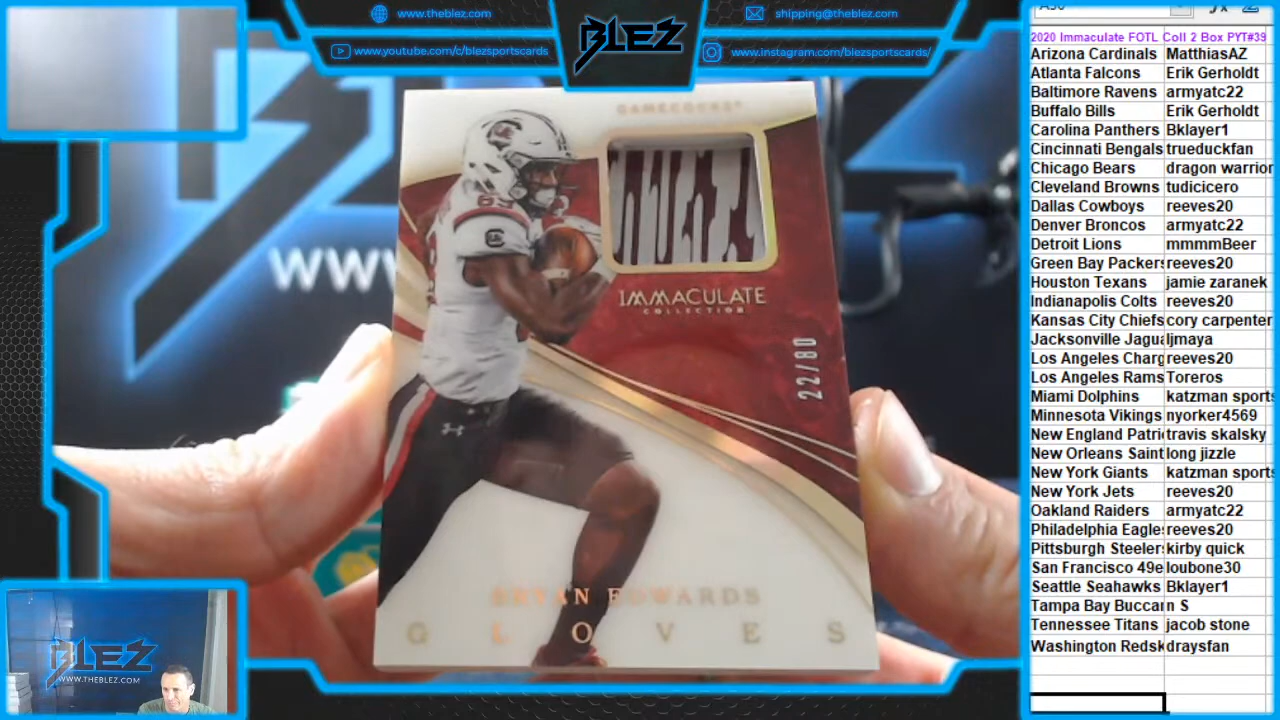 www.theblez.com
www.youtube.com/c/blezsportscards
BLEZ
shipping@theblez.com
www.instagram.com/blezsportscards/
GAMECOCKS
WWW
IMMACULATE
COLLECTION
22/80
BRYAN EDWARDS
GLOVES
BLEZ
WWW.THEBLEZ.COM
2020 Immaculate FOTL Coll 2 Box PYT#39
Arizona Cardinals MatthiasAZ
Atlanta Falcons Erik Gerholdt
Baltimore Ravens armyatc22
Buffalo Bills Erik Gerholdt
Carolina Panthers Bklayer1
Cincinnati Bengals trueduckfan
Chicago Bears dragon warrior
Cleveland Browns tudicicero
Dallas Cowboys reeves20
Denver Broncos armyatc22
Detroit Lions mmmmBeer
Green Bay Packers reeves20
Houston Texans jamie zaranek
Indianapolis Colts reeves20
Kansas City Chiefs cory carpenter
Jacksonville Jagua ljmaya
Los Angeles Charg reeves20
Los Angeles Rams Toreros
Miami Dolphins katzman sports
Minnesota Vikings nyorker4569
New England Patri travis skalsky
New Orleans Saint long jizzle
New York Giants katzman sports
New York Jets reeves20
Oakland Raiders armyatc22
Philadelphia Eagles reeves20
Pittsburgh Steelers kirby quick
San Francisco 49e loubone30
Seattle Seahawks Bklayer1
Tampa Bay Buccan n S
Tennessee Titans jacob stone
Washington Redsk draysfan